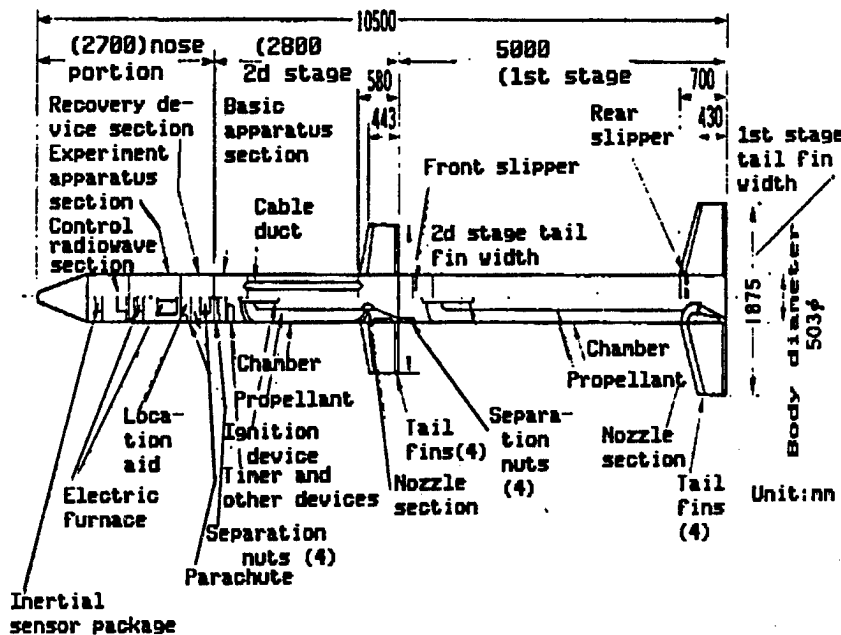 10500
(2700)nose
portion
(2800
2d stage
5000
(1st stage
580
443
700
430
Recovery de-
vice section
Experiment
apparatus
section
Control
radiowave
section
Basic
apparatus
section
Cable
duct
Front slipper
2d stage tail
fin width
Rear
slipper
1st stage
tail fin
width
1875
Body diameter
503φ
Chamber
Propellant
Ignition
device
Timer and
other devices
Separation
nuts (4)
Parachute
Loca-
tion
aid
Electric
furnace
Inertial
sensor package
Tail
fins(4)
Nozzle
section
Separa-
tion
nuts
(4)
Chamber
Propellant
Nozzle
section
Tail
fins
(4)
Unit:mm